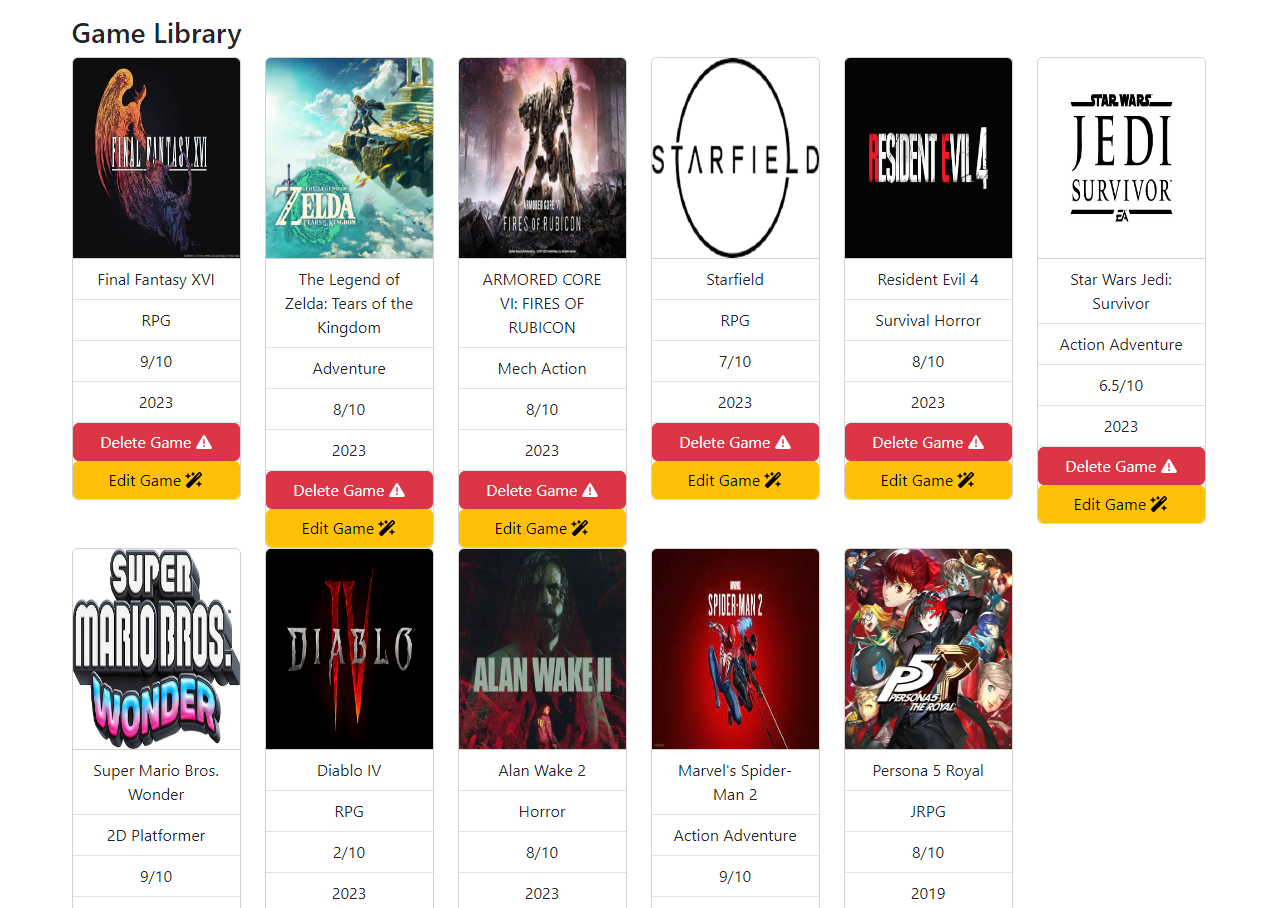 Game Library
FINAL FANTASY XVI
THE LEGEND OF
ZELDA
TEARS OF THE KINGDOM
ARMORED CORE VI
FIRES OF RUBICON
STARFIELD
RESIDENT EVIL 4
STAR WARS
JEDI
SURVIVOR
EA
Final Fantasy XVI
RPG
9/10
2023
Delete Game
Edit Game
The Legend of
Zelda: Tears of the
Kingdom
Adventure
8/10
2023
Delete Game
Edit Game
ARMORED CORE
VI: FIRES OF
RUBICON
Mech Action
8/10
2023
Delete Game
Edit Game
Starfield
RPG
7/10
2023
Delete Game
Edit Game
Resident Evil 4
Survival Horror
8/10
2023
Delete Game
Edit Game
Star Wars Jedi:
Survivor
Action Adventure
6.5/10
2023
Delete Game
Edit Game
SUPER
MARIO BROS.
WONDER
DIABLO
IV
ALAN WAKE II
MARVEL
SPIDER-MAN 2
P5R
PERSONA5
THE ROYAL
Super Mario Bros.
Wonder
2D Platformer
9/10
Diablo IV
RPG
2/10
2023
Alan Wake 2
Horror
8/10
2023
Marvel's Spider-
Man 2
Action Adventure
9/10
Persona 5 Royal
JRPG
8/10
2019